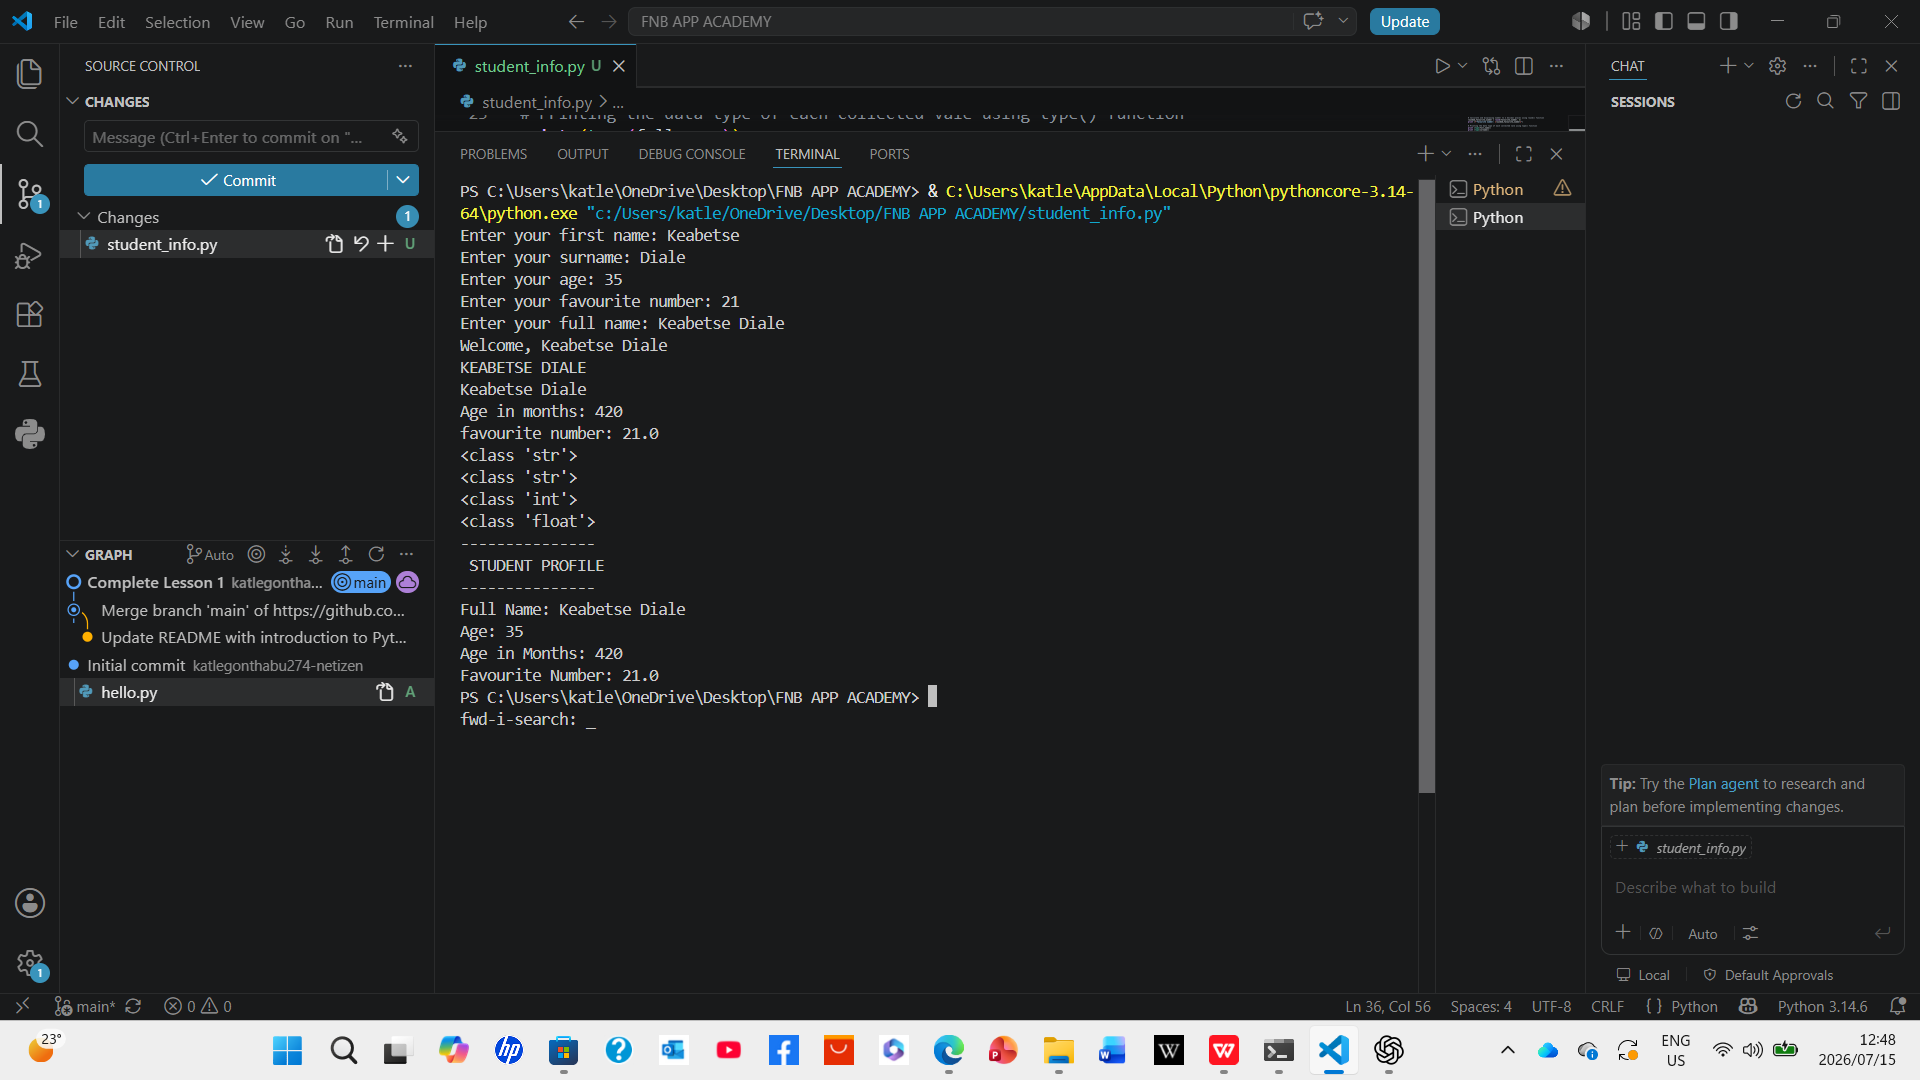 File Edit Selection View Go Run Terminal Help
FNB APP ACADEMY
Update
SOURCE CONTROL
CHANGES
Message (Ctrl+Enter to commit on "...
Commit
Changes
1
student_info.py
U
1
GRAPH
Auto
Complete Lesson 1 katlegontha...
main
Merge branch 'main' of https://github.co...
Update README with introduction to Pyt...
Initial commit katlegonthabu274-netizen
hello.py
A
1
student_info.py U
student_info.py > ...
PROBLEMS OUTPUT DEBUG CONSOLE TERMINAL PORTS
PS C:\Users\katle\OneDrive\Desktop\FNB APP ACADEMY> & C:\Users\katle\AppData\Local\Python\pythoncore-3.14-
64\python.exe "c:/Users/katle/OneDrive/Desktop/FNB APP ACADEMY/student_info.py"
Enter your first name: Keabetse
Enter your surname: Diale
Enter your age: 35
Enter your favourite number: 21
Enter your full name: Keabetse Diale
Welcome, Keabetse Diale
KEABETSE DIALE
Keabetse Diale
Age in months: 420
favourite number: 21.0
<class 'str'>
<class 'str'>
<class 'int'>
<class 'float'>
---------------
STUDENT PROFILE
---------------
Full Name: Keabetse Diale
Age: 35
Age in Months: 420
Favourite Number: 21.0
PS C:\Users\katle\OneDrive\Desktop\FNB APP ACADEMY>
fwd-i-search: _
Python
Python
CHAT
SESSIONS
Tip: Try the Plan agent to research and
plan before implementing changes.
student_info.py
Describe what to build
Auto
Local
Default Approvals
main*
0 0
Ln 36, Col 56
Spaces: 4
UTF-8
CRLF
{ } Python
Python 3.14.6
23°
hp
ENG
US
12:48
2026/07/15